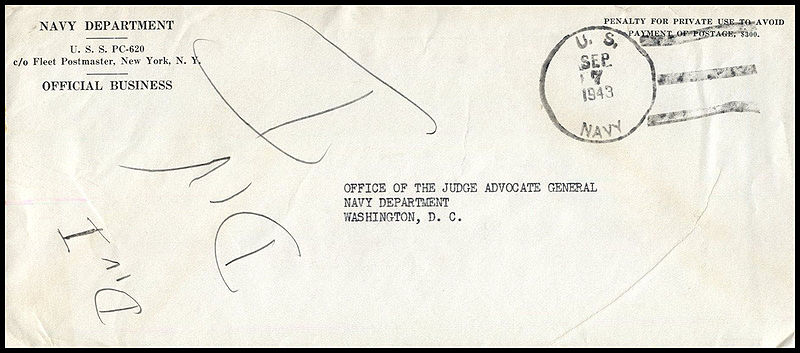 NAVY DEPARTMENT
U. S. S. PC-620
c/o Fleet Postmaster, New York, N. Y.
OFFICIAL BUSINESS
PENALTY FOR PRIVATE USE TO AVOID
PAYMENT OF POSTAGE, $300.
U. S.
SEP
7
1943
NAVY
OFFICE OF THE JUDGE ADVOCATE GENERAL
NAVY DEPARTMENT
WASHINGTON, D. C.